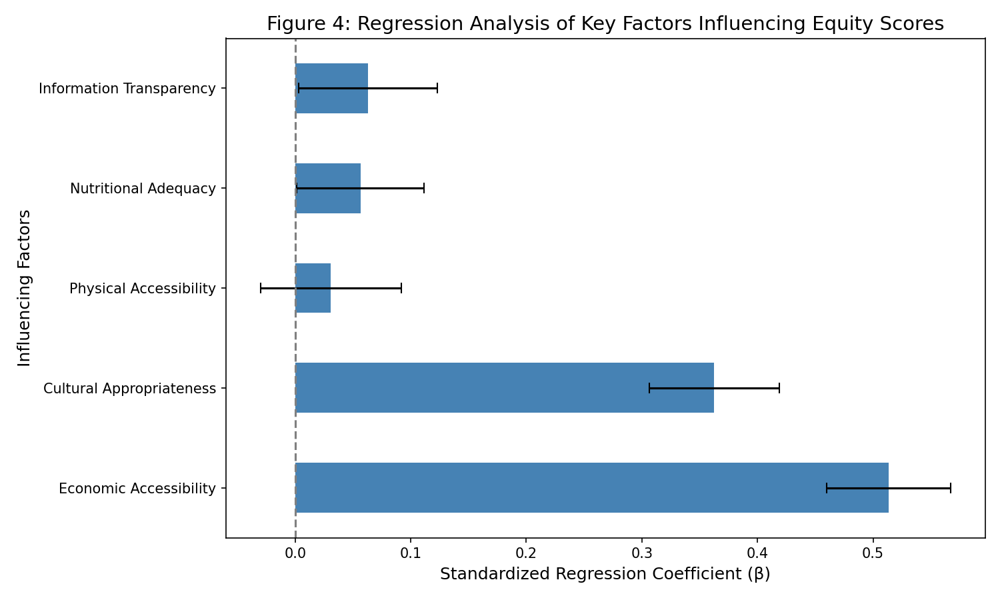 Figure 4: Regression Analysis of Key Factors Influencing Equity Scores
Information Transparency
Nutritional Adequacy
Physical Accessibility
Cultural Appropriateness
Economic Accessibility
Influencing Factors
0.0 0.1 0.2 0.3 0.4 0.5
Standardized Regression Coefficient (β)